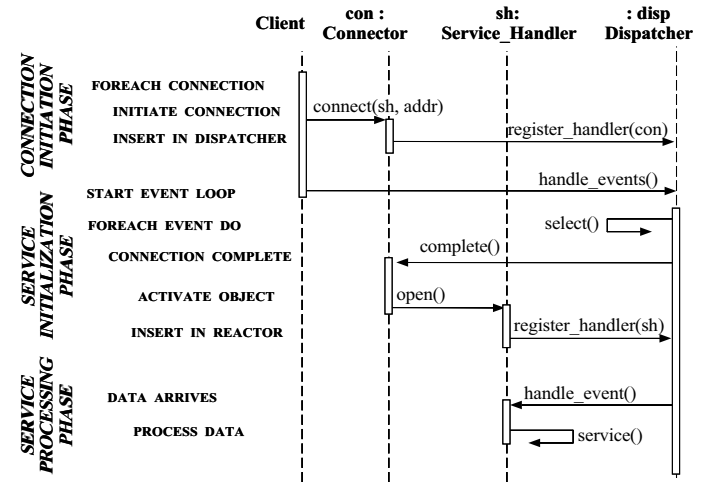 Client
con :
Connector
sh:
Service_Handler
: disp
Dispatcher
CONNECTION
INITIATION
PHASE
FOREACH CONNECTION
INITIATE CONNECTION
connect(sh, addr)
INSERT IN DISPATCHER
register_handler(con)
START EVENT LOOP
handle_events()
SERVICE
INITIALIZATION
PHASE
FOREACH EVENT DO
select()
CONNECTION COMPLETE
complete()
ACTIVATE OBJECT
open()
INSERT IN REACTOR
register_handler(sh)
SERVICE
PROCESSING
PHASE
DATA ARRIVES
handle_event()
PROCESS DATA
service()